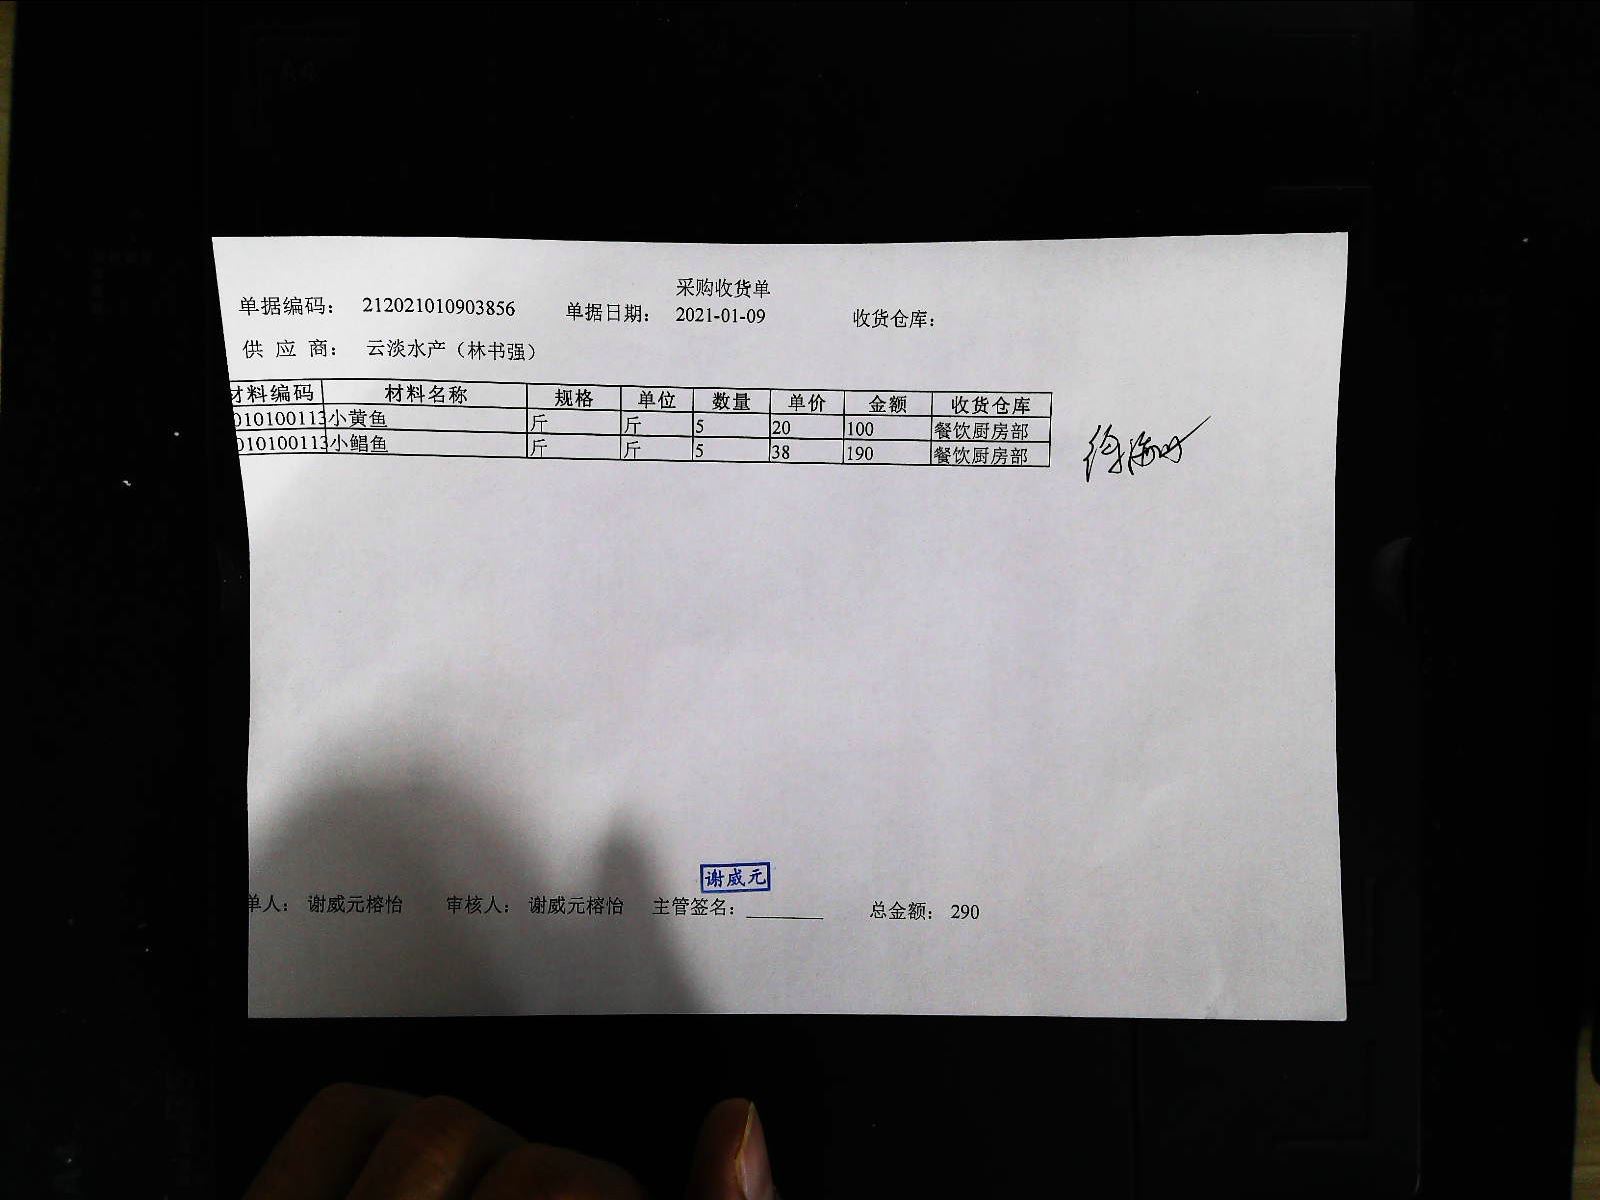 采购收货单
单据编码： 212021010903856 单据日期： 2021-01-09 收货仓库：
供 应 商： 云淡水产（林书强）
材料编码 材料名称 规格 单位 数量 单价 金额 收货仓库
010100113 小黄鱼 斤 斤 5 20 100 餐饮厨房部
010100113 小鲳鱼 斤 斤 5 38 190 餐饮厨房部
谢威元
单人： 谢威元榕怡 审核人： 谢威元榕怡 主管签名： 总金额： 290